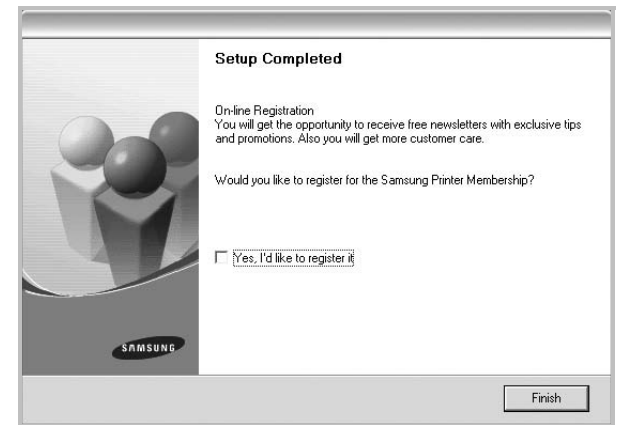 Setup Completed
On-line Registration
You will get the opportunity to receive free newsletters with exclusive tips
and promotions. Also you will get more customer care.
Would you like to register for the Samsung Printer Membership?
Yes, I'd like to register it
SAMSUNG
Finish